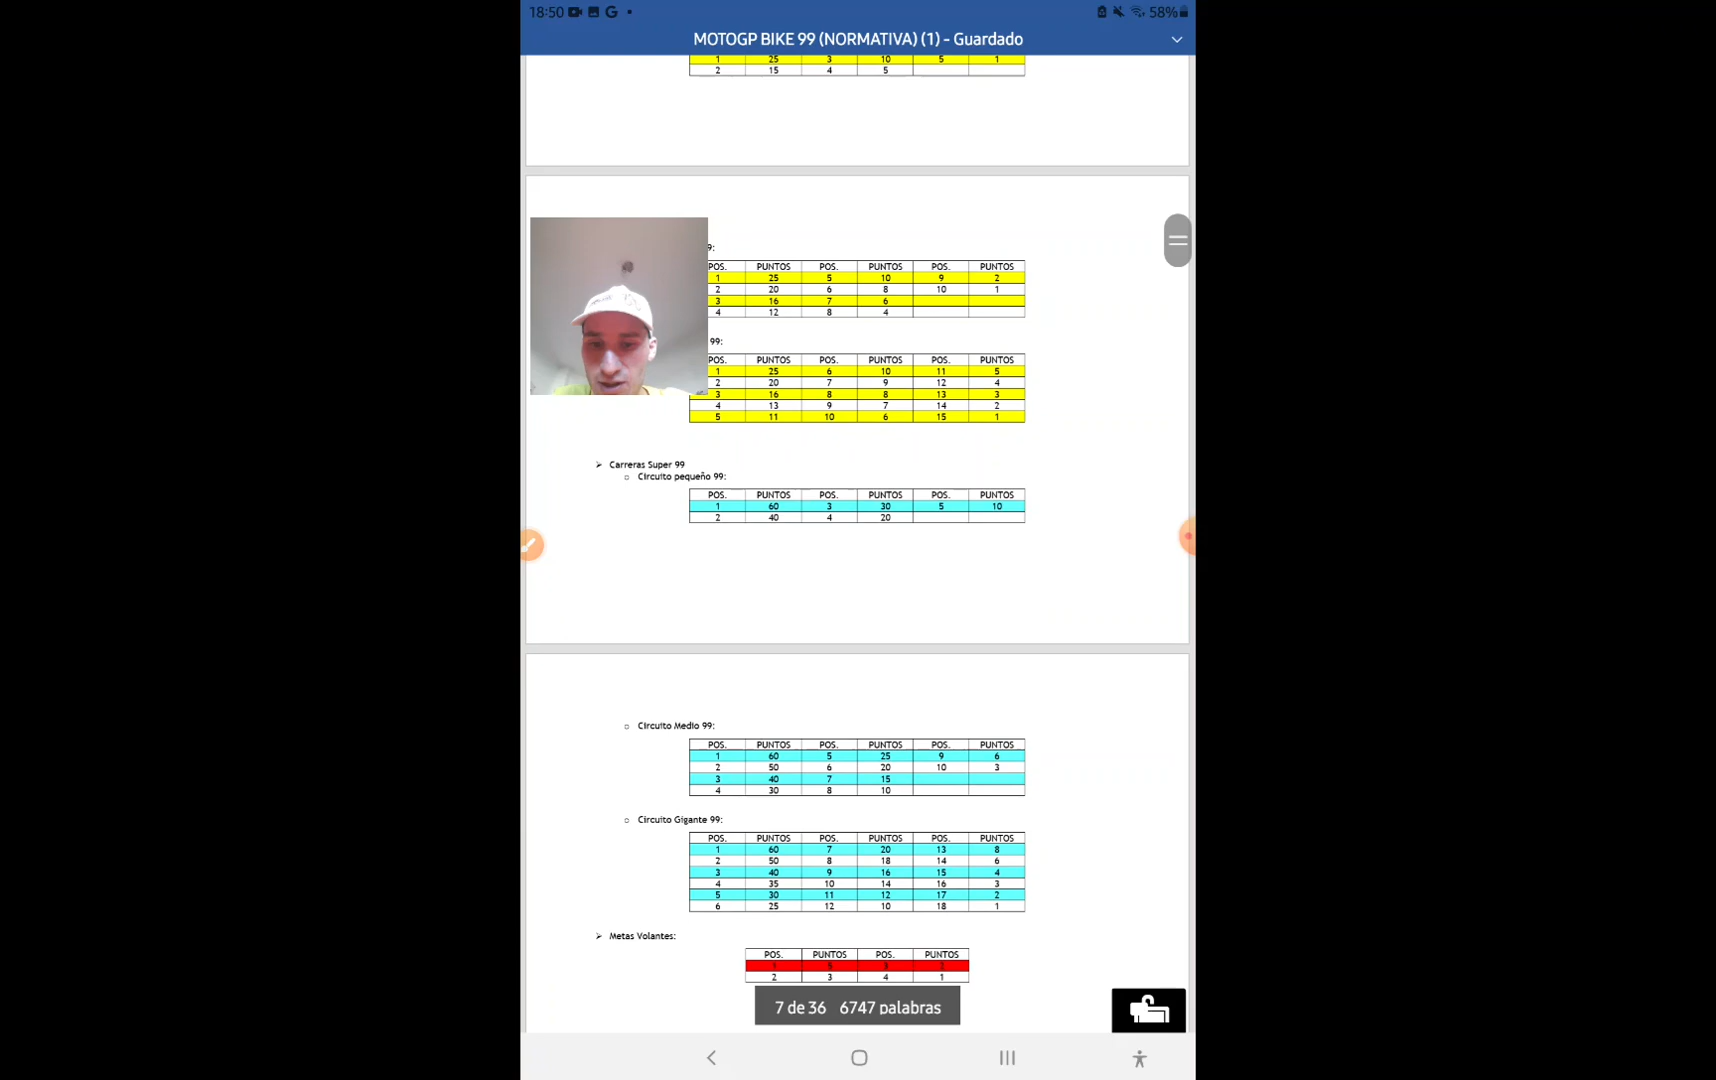 18:50 G 58%
MOTOGP BIKE 99 (NORMATIVA) (1) - Guardado
1 25 3 10 5 1
2 15 4 5
9:
POS. PUNTOS POS. PUNTOS POS. PUNTOS
1 25 5 10 9 2
2 20 6 8 10 1
3 16 7 6
4 12 8 4
99:
POS. PUNTOS POS. PUNTOS POS. PUNTOS
1 25 6 10 11 5
2 20 7 9 12 4
3 16 8 8 13 3
4 13 9 7 14 2
5 11 10 6 15 1
➢ Carreras Super 99
o Circuito pequeño 99:
POS. PUNTOS POS. PUNTOS POS. PUNTOS
1 60 3 30 5 10
2 40 4 20
o Circuito Medio 99:
POS. PUNTOS POS. PUNTOS POS. PUNTOS
1 60 5 25 9 6
2 50 6 20 10 3
3 40 7 15
4 30 8 10
o Circuito Gigante 99:
POS. PUNTOS POS. PUNTOS POS. PUNTOS
1 60 7 20 13 8
2 50 8 18 14 6
3 40 9 16 15 4
4 35 10 14 16 3
5 30 11 12 17 2
6 25 12 10 18 1
➢ Metas Volantes:
POS. PUNTOS POS. PUNTOS
1 5 3 2
2 3 4 1
7 de 36 6747 palabras